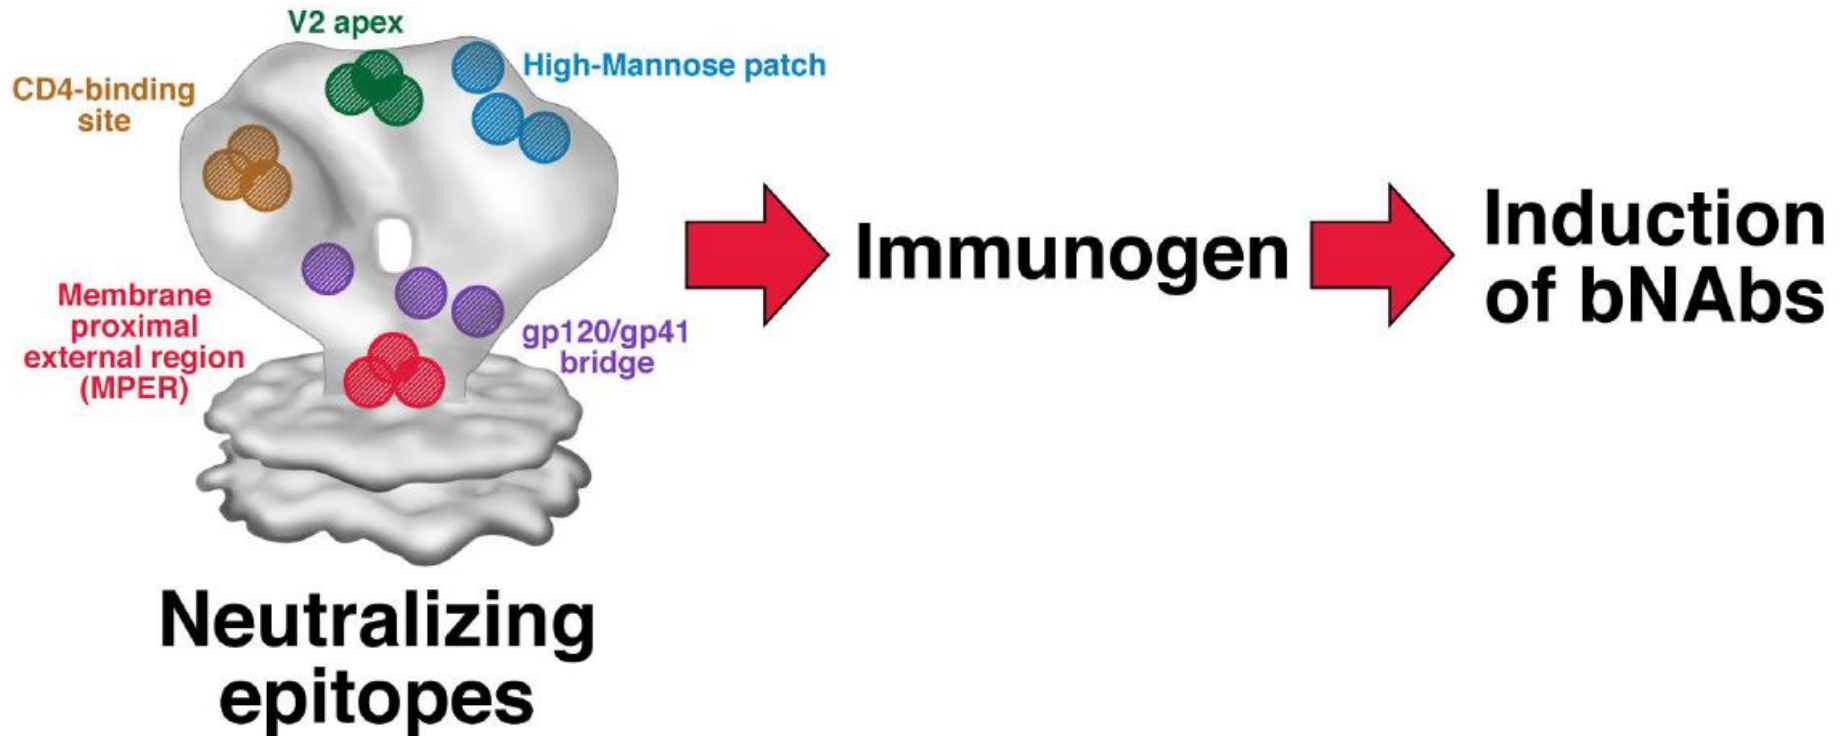 V2 apex
High-Mannose patch
CD4-binding
site
Membrane
proximal
external region
(MPER)
gp120/gp41
bridge
Neutralizing
epitopes
Immunogen
Induction
of bNAbs